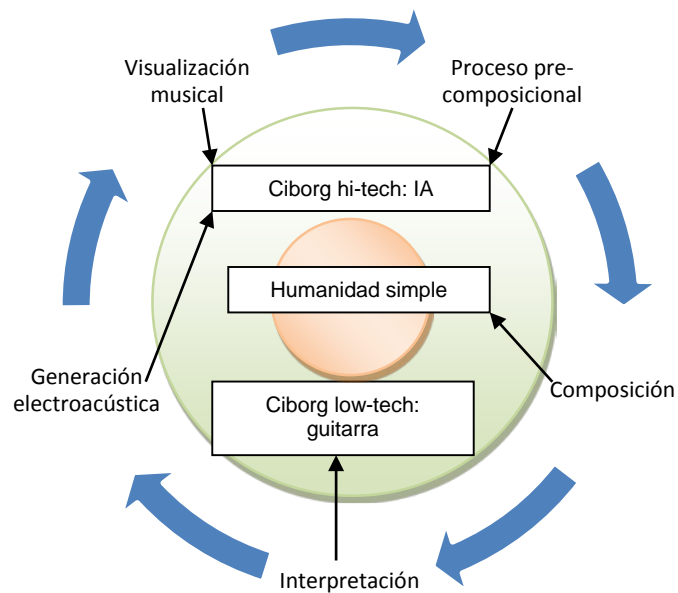 Visualización
musical
Proceso pre-
composicional
Ciborg hi-tech: IA
Humanidad simple
Generación
electroacústica
Composición
Ciborg low-tech:
guitarra
Interpretación